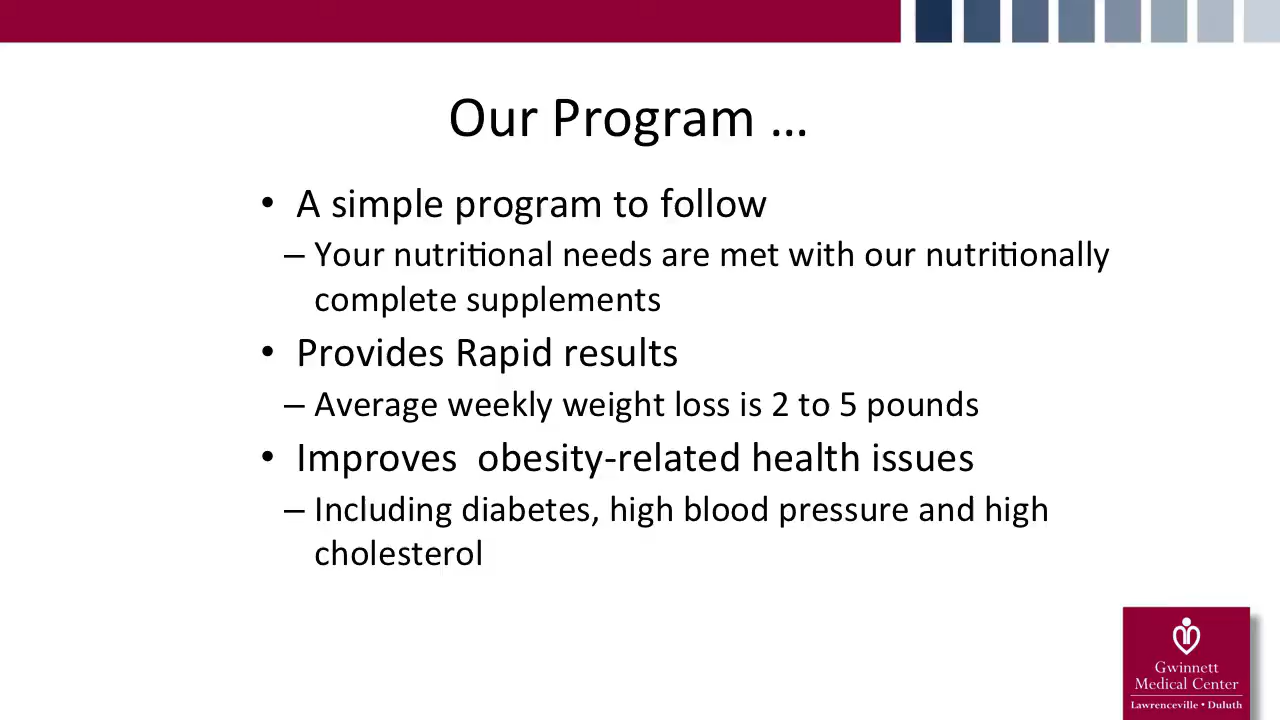 Our Program ...
• A simple program to follow
– Your nutritional needs are met with our nutritionally
complete supplements
• Provides Rapid results
– Average weekly weight loss is 2 to 5 pounds
• Improves  obesity-related health issues
– Including diabetes, high blood pressure and high
cholesterol
Gwinnett
Medical Center
Lawrenceville • Duluth